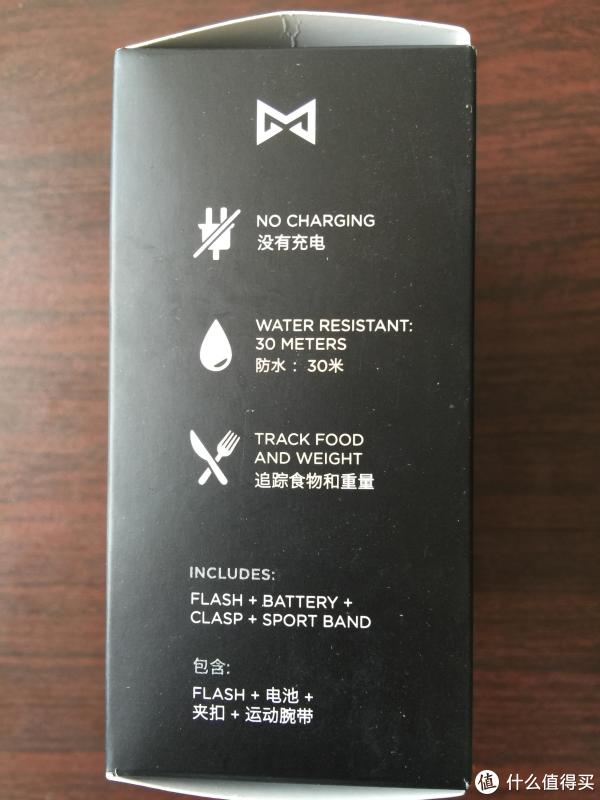 NO CHARGING
没有充电
WATER RESISTANT:
30 METERS
防水： 30米
TRACK FOOD
AND WEIGHT
追踪食物和重量
INCLUDES:
FLASH + BATTERY +
CLASP + SPORT BAND
包含:
FLASH + 电池 +
夹扣 + 运动腕带
值 什么值得买